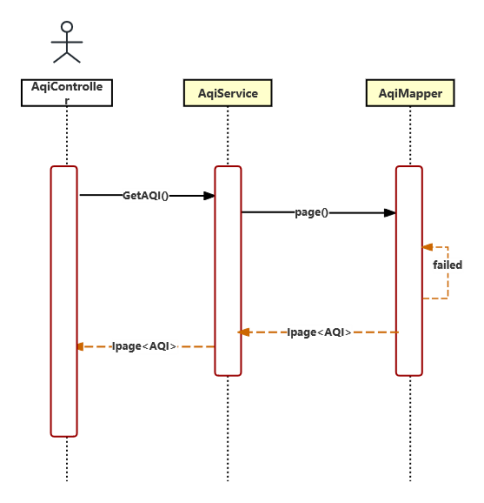 AqiControlle
r
AqiService
AqiMapper
GetAQI()
page()
failed
Ipage<AQI>
Ipage<AQI>